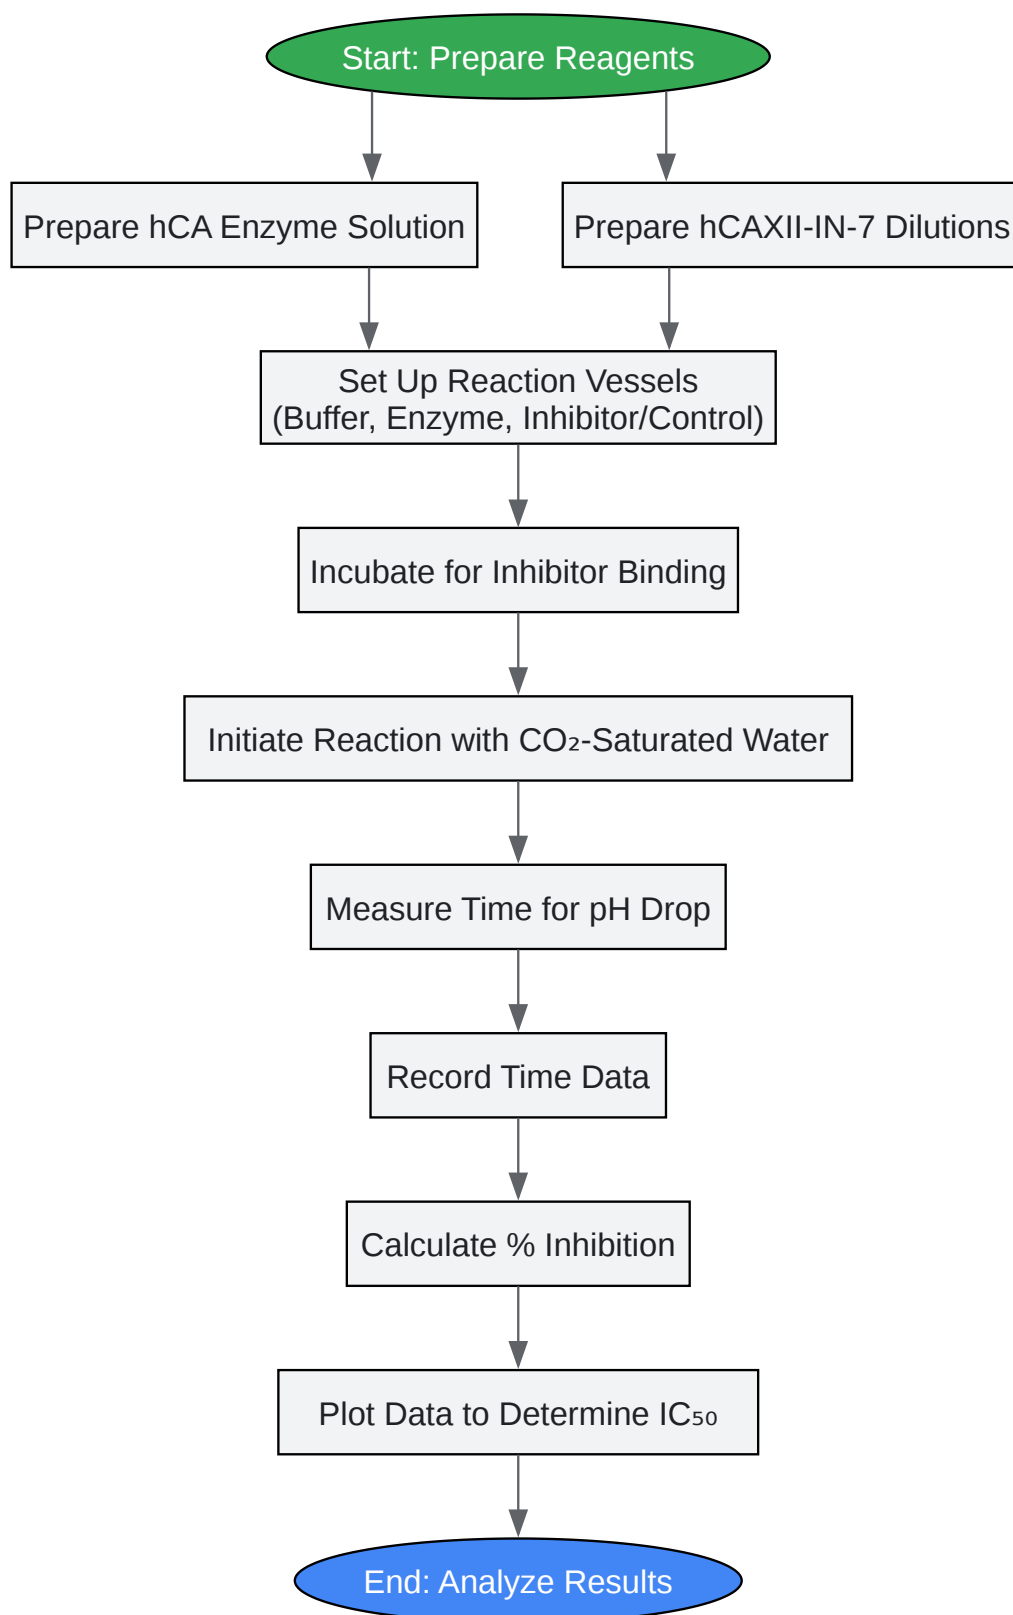 Start: Prepare Reagents
Prepare hCA Enzyme Solution
Prepare hCAXII-IN-7 Dilutions
Set Up Reaction Vessels
(Buffer, Enzyme, Inhibitor/Control)
Incubate for Inhibitor Binding
Initiate Reaction with CO₂-Saturated Water
Measure Time for pH Drop
Record Time Data
Calculate % Inhibition
Plot Data to Determine IC₅₀
End: Analyze Results